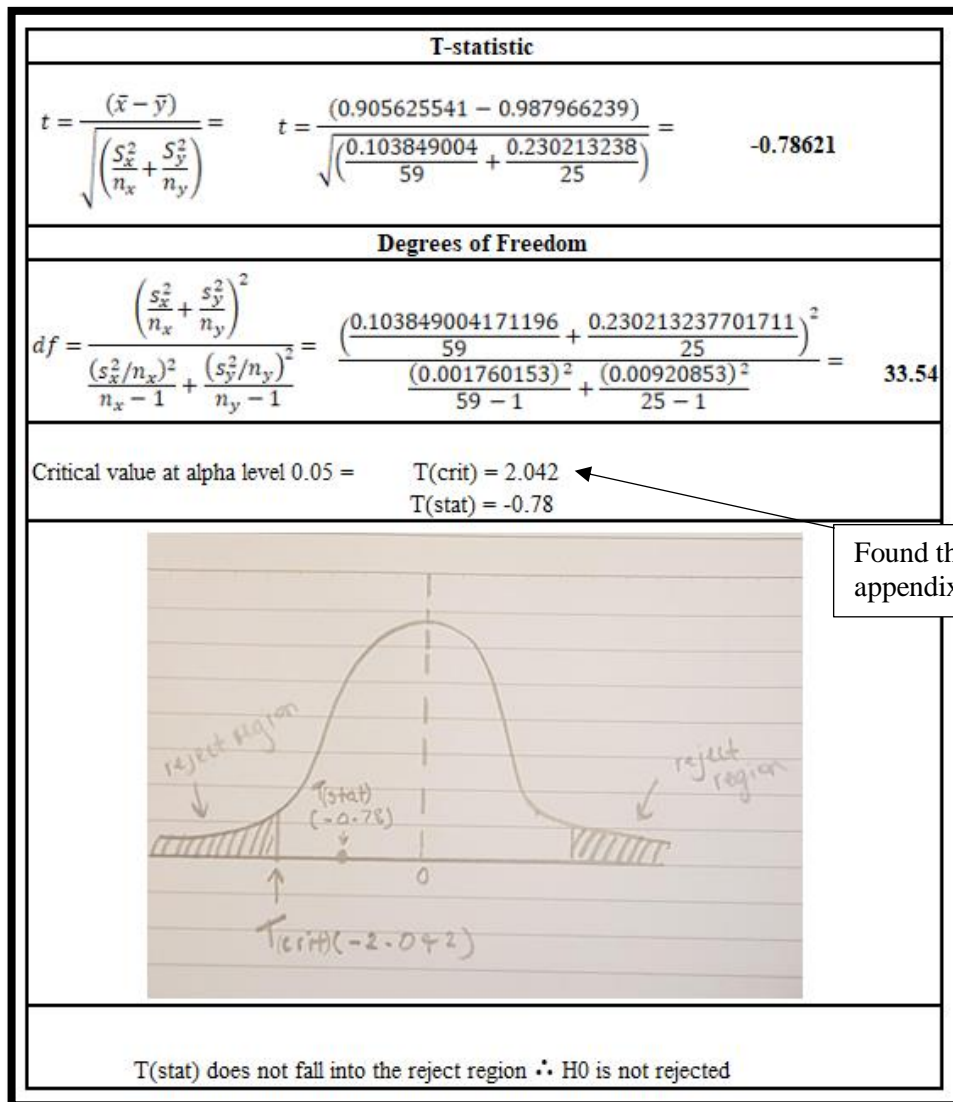 T-statistic
t = (x̄ − ȳ) / √(S_x²/n_x + S_y²/n_y) = t = (0.905625541 − 0.987966239) / √(0.103849004/59 + 0.230213238/25) = -0.78621
Degrees of Freedom
df = (s_x²/n_x + s_y²/n_y)² / ((s_x²/n_x)²/(n_x − 1) + (s_y²/n_y)²/(n_y − 1)) = (0.103849004171196/59 + 0.230213237701711/25)² / ((0.001760153)²/(59 − 1) + (0.00920853)²/(25 − 1)) = 33.54
Critical value at alpha level 0.05 = T(crit) = 2.042
T(stat) = -0.78
Found th
appendix
reject region
reject
region
T(stat)
(-0.78)
0
T(crit)(-2.042)
T(stat) does not fall into the reject region ∴ H0 is not rejected